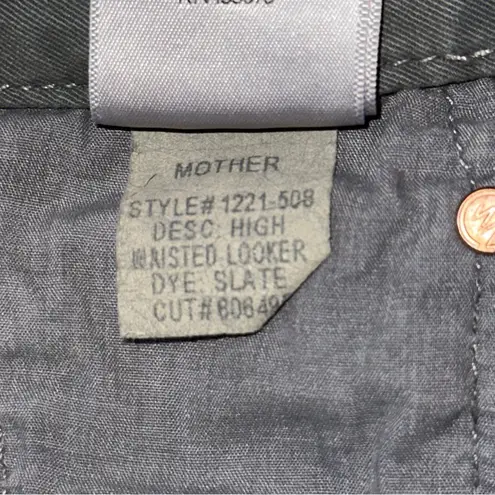 MOTHER
STYLE# 1221-508
DESC: HIGH
WAISTED LOOKER
DYE: SLATE